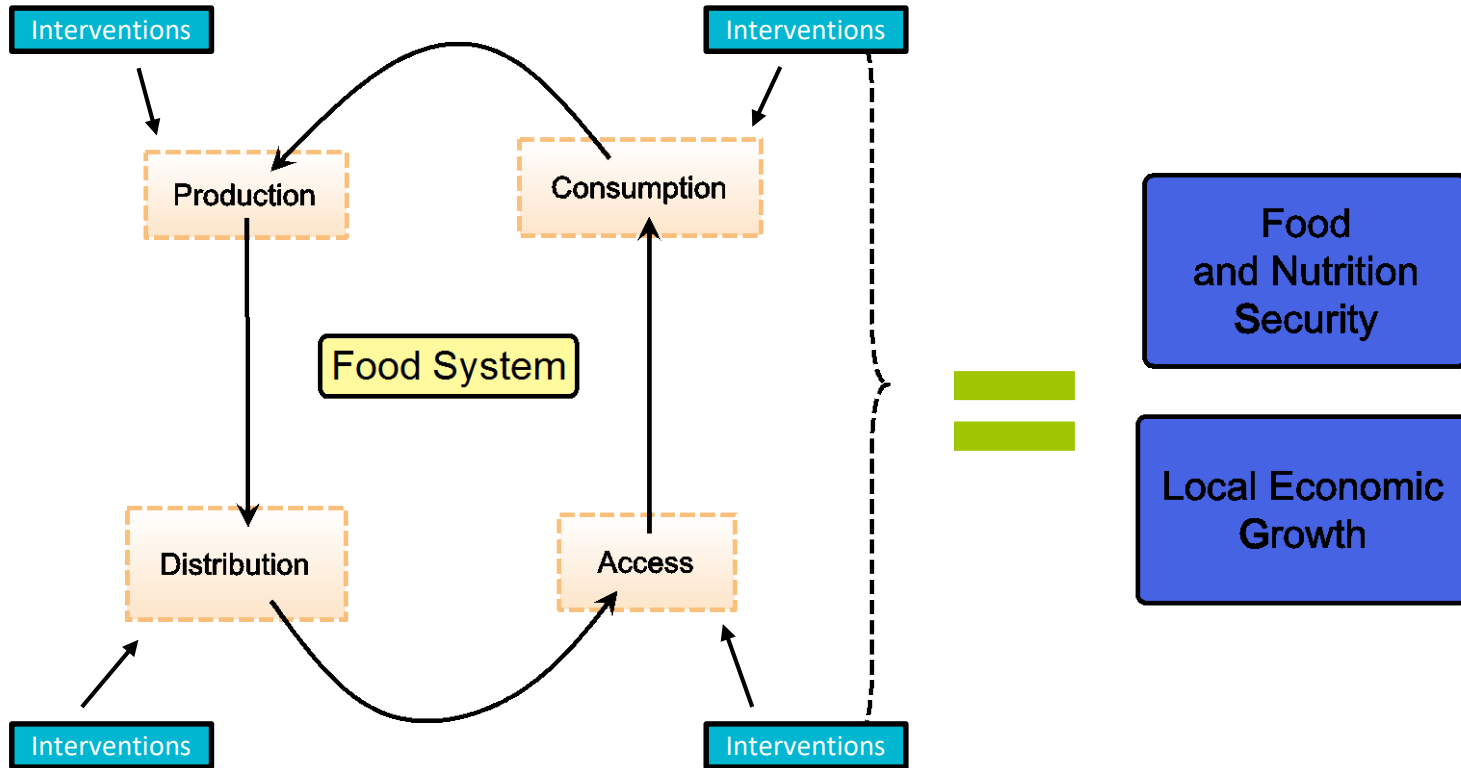 Interventions
Interventions
Production
Consumption
Food System
Distribution
Access
Interventions
Interventions
Food
and Nutrition
Security
Local Economic
Growth